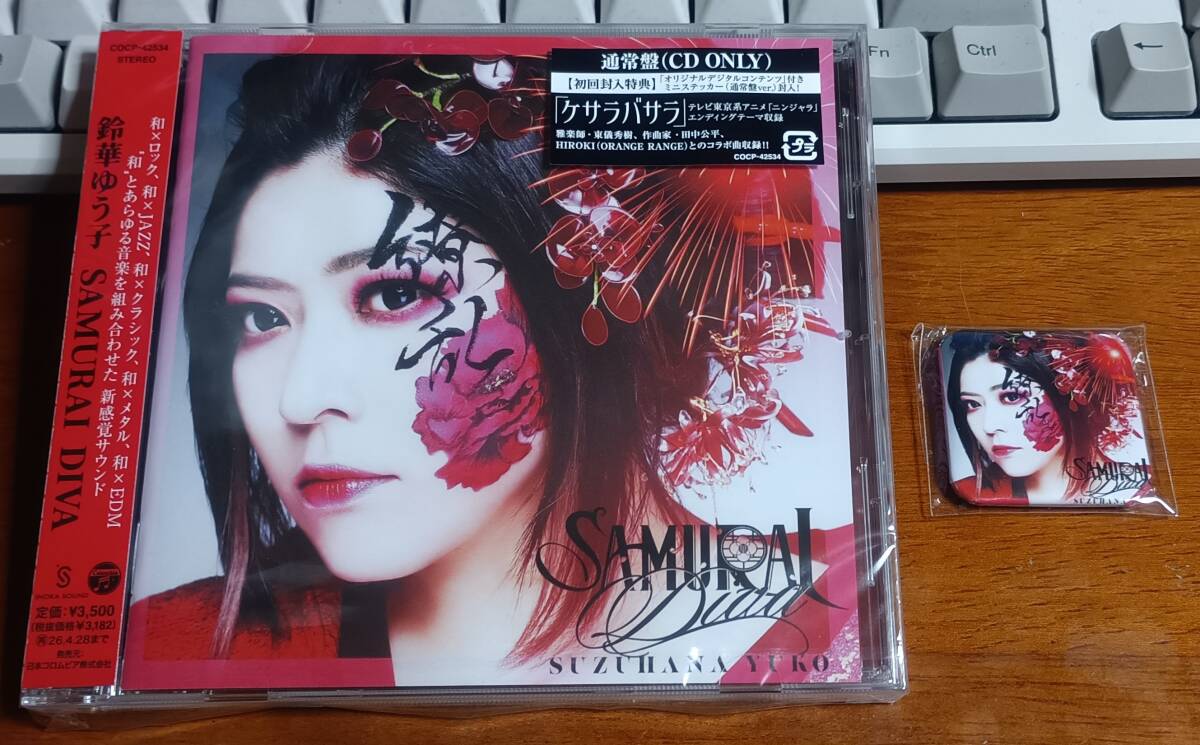 COCP-42534
STEREO
和×ロック、和×JAZZ、和×クラシック、和×メタル、和×EDM
"和"とあらゆる音楽を組み合わせた 新感覚サウンド
鈴華ゆう子 SAMURAI DIVA
INOKA SOUND
定価:¥3,500
(税抜価格¥3,182)
26.4.28まで
発売元:
日本コロムビア株式会社
通常盤(CD ONLY)
【初回封入特典】「オリジナルデジタルコンテンツ」付き
ミニステッカー(通常盤ver.)封入!
「ケサラバサラ」テレビ東京系アニメ「ニンジャラ」
エンディングテーマ収録
雅楽師・東儀秀樹、作曲家・田中公平、
HIROKI(ORANGE RANGE)とのコラボ曲収録!!
COCP-42534
繚乱
SAMURAI
Diva
SUZUHANA YUKO
Fn
Ctrl
←
繚乱
SAMURAI
Diva
SUZUHANA